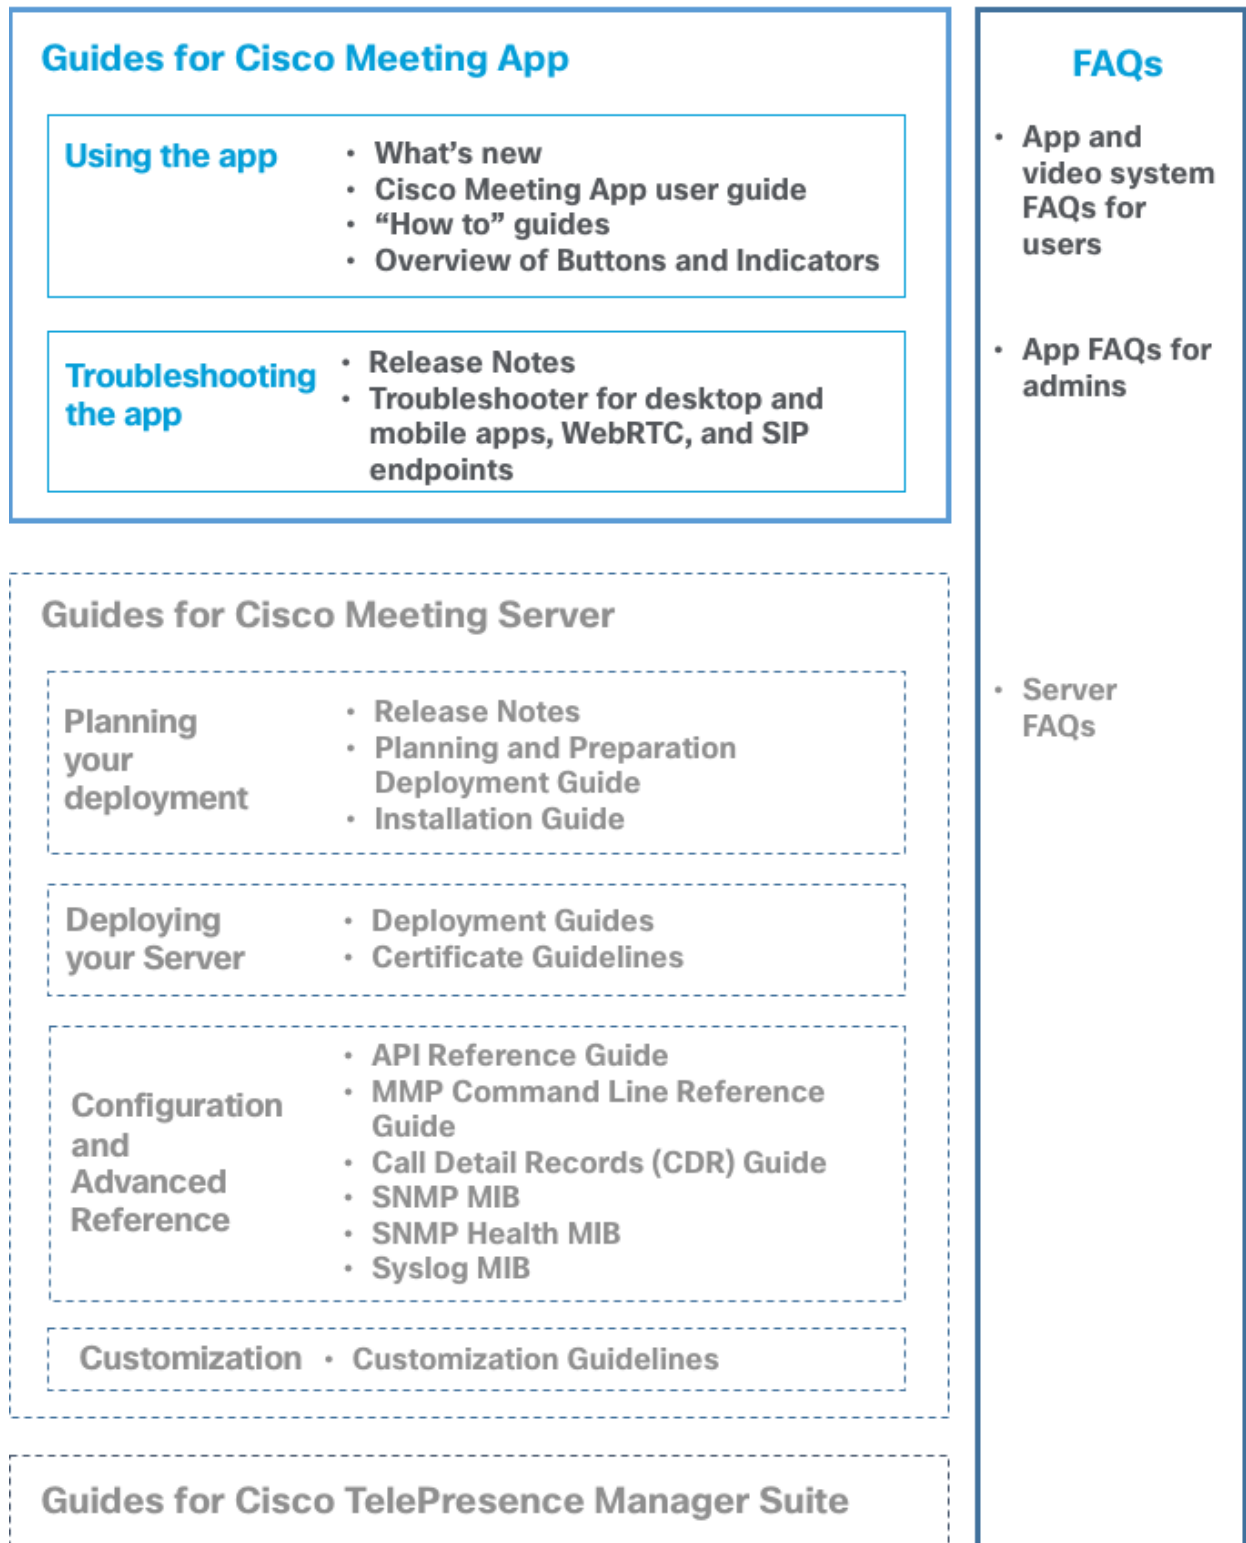 Guides for Cisco Meeting App
Using the app
• What's new
• Cisco Meeting App user guide
• “How to” guides
• Overview of Buttons and Indicators
Troubleshooting
the app
• Release Notes
• Troubleshooter for desktop and
mobile apps, WebRTC, and SIP
endpoints
Guides for Cisco Meeting Server
Planning
your
deployment
• Release Notes
• Planning and Preparation
Deployment Guide
• Installation Guide
Deploying
your Server
• Deployment Guides
• Certificate Guidelines
Configuration
and
Advanced
Reference
• API Reference Guide
• MMP Command Line Reference
Guide
• Call Detail Records (CDR) Guide
• SNMP MIB
• SNMP Health MIB
• Syslog MIB
Customization
• Customization Guidelines
Guides for Cisco TelePresence Manager Suite
FAQs
• App and
video system
FAQs for
users
• App FAQs for
admins
• Server
FAQs